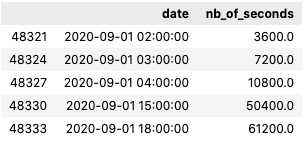 date nb_of_seconds
48321 2020-09-01 02:00:00 3600.0
48324 2020-09-01 03:00:00 7200.0
48327 2020-09-01 04:00:00 10800.0
48330 2020-09-01 15:00:00 50400.0
48333 2020-09-01 18:00:00 61200.0